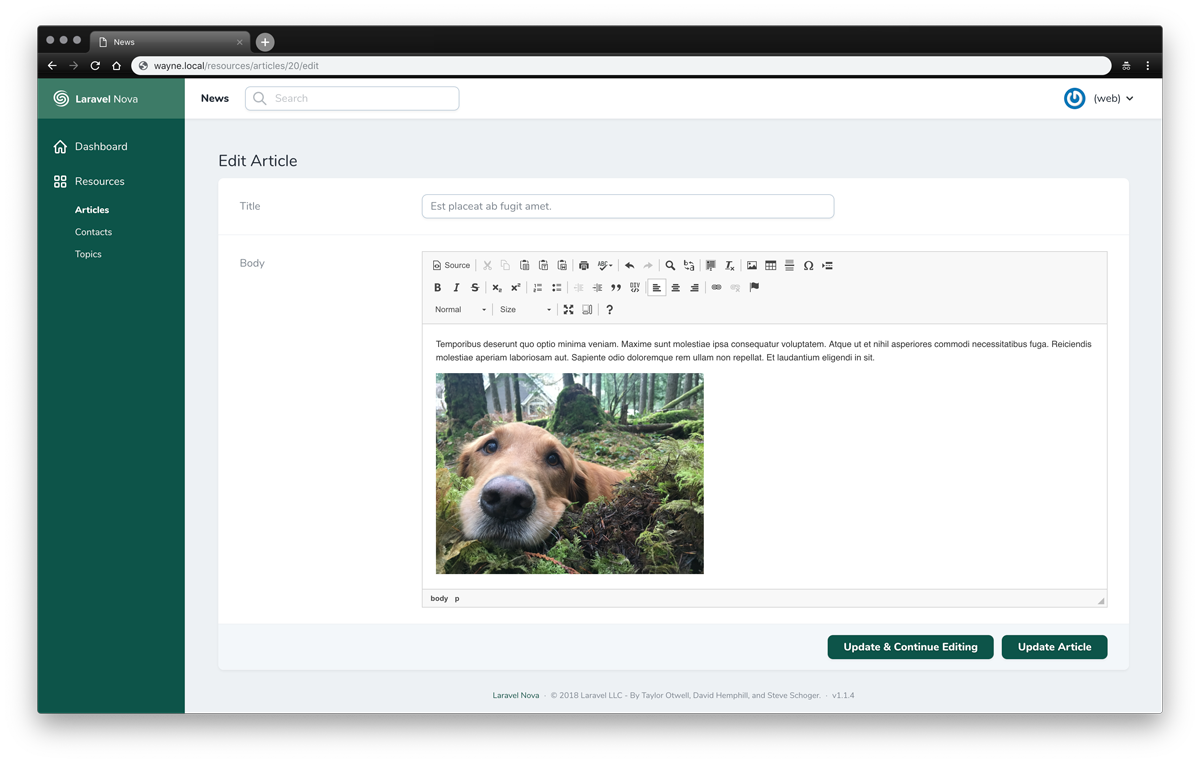 News
wayne.local/resources/articles/20/edit
Laravel Nova
News
Search
(web)
Dashboard
Resources
Articles
Contacts
Topics
Edit Article
Title
Est placeat ab fugit amet.
Body
Source
ABC
B I S x₂ x² DIV
Normal Size ?
Temporibus deserunt quo optio minima veniam. Maxime sunt molestiae ipsa consequatur voluptatem. Atque ut et nihil asperiores commodi necessitatibus fuga. Reiciendis
molestiae aperiam laboriosam aut. Sapiente odio doloremque rem ullam non repellat. Et laudantium eligendi in sit.
body p
Update & Continue Editing
Update Article
Laravel Nova · © 2018 Laravel LLC - By Taylor Otwell, David Hemphill, and Steve Schoger. · v1.1.4